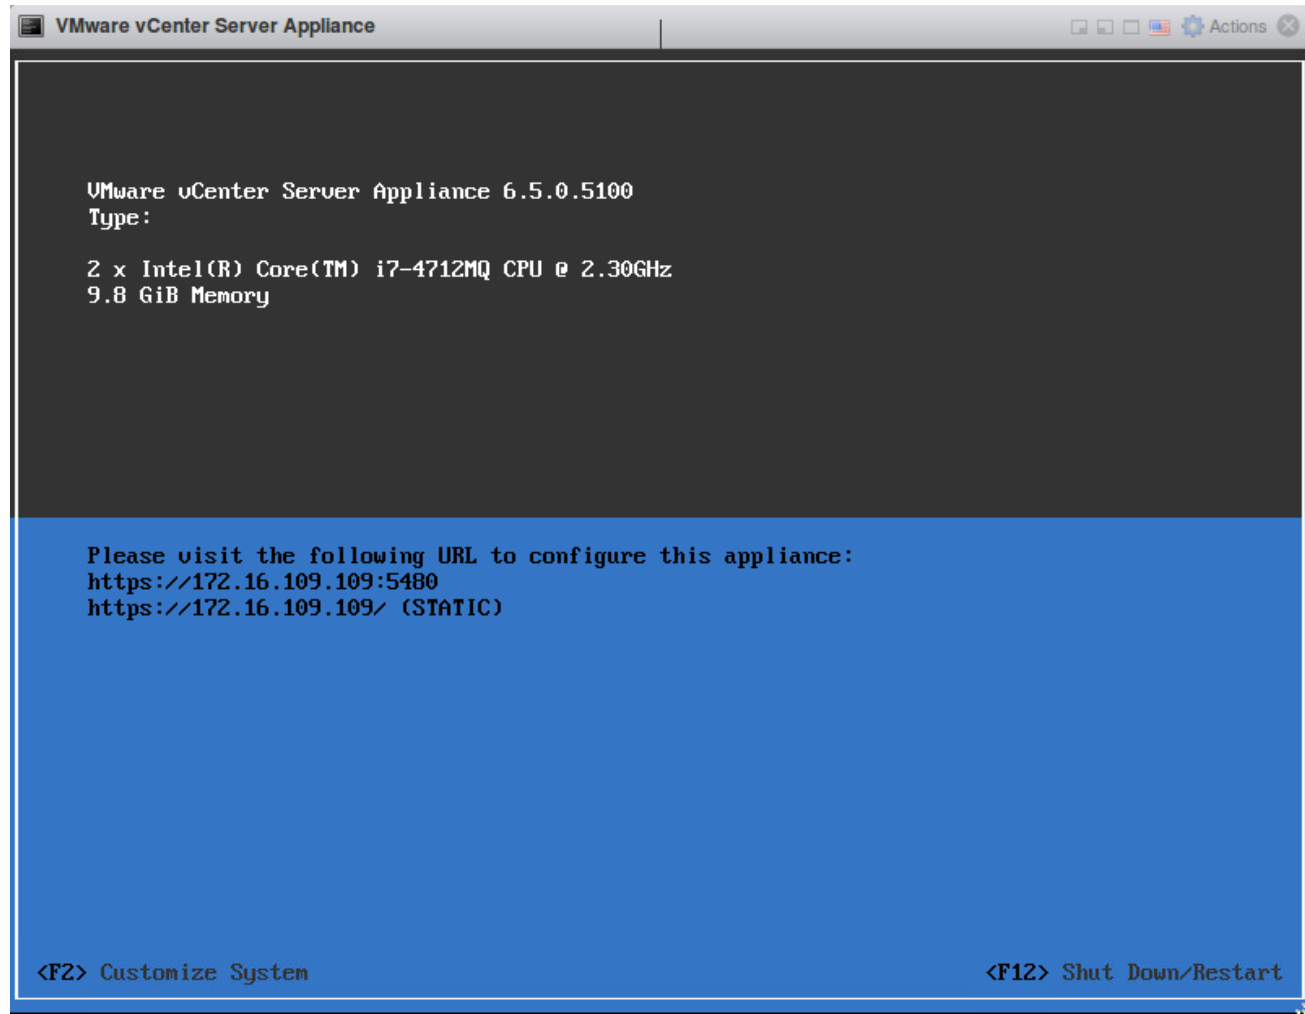 VMware vCenter Server Appliance
Actions
VMware vCenter Server Appliance 6.5.0.5100
Type:
2 x Intel(R) Core(TM) i7-4712MQ CPU @ 2.30GHz
9.8 GiB Memory
Please visit the following URL to configure this appliance:
https://172.16.109.109:5480
https://172.16.109.109/ (STATIC)
<F2> Customize System
<F12> Shut Down/Restart